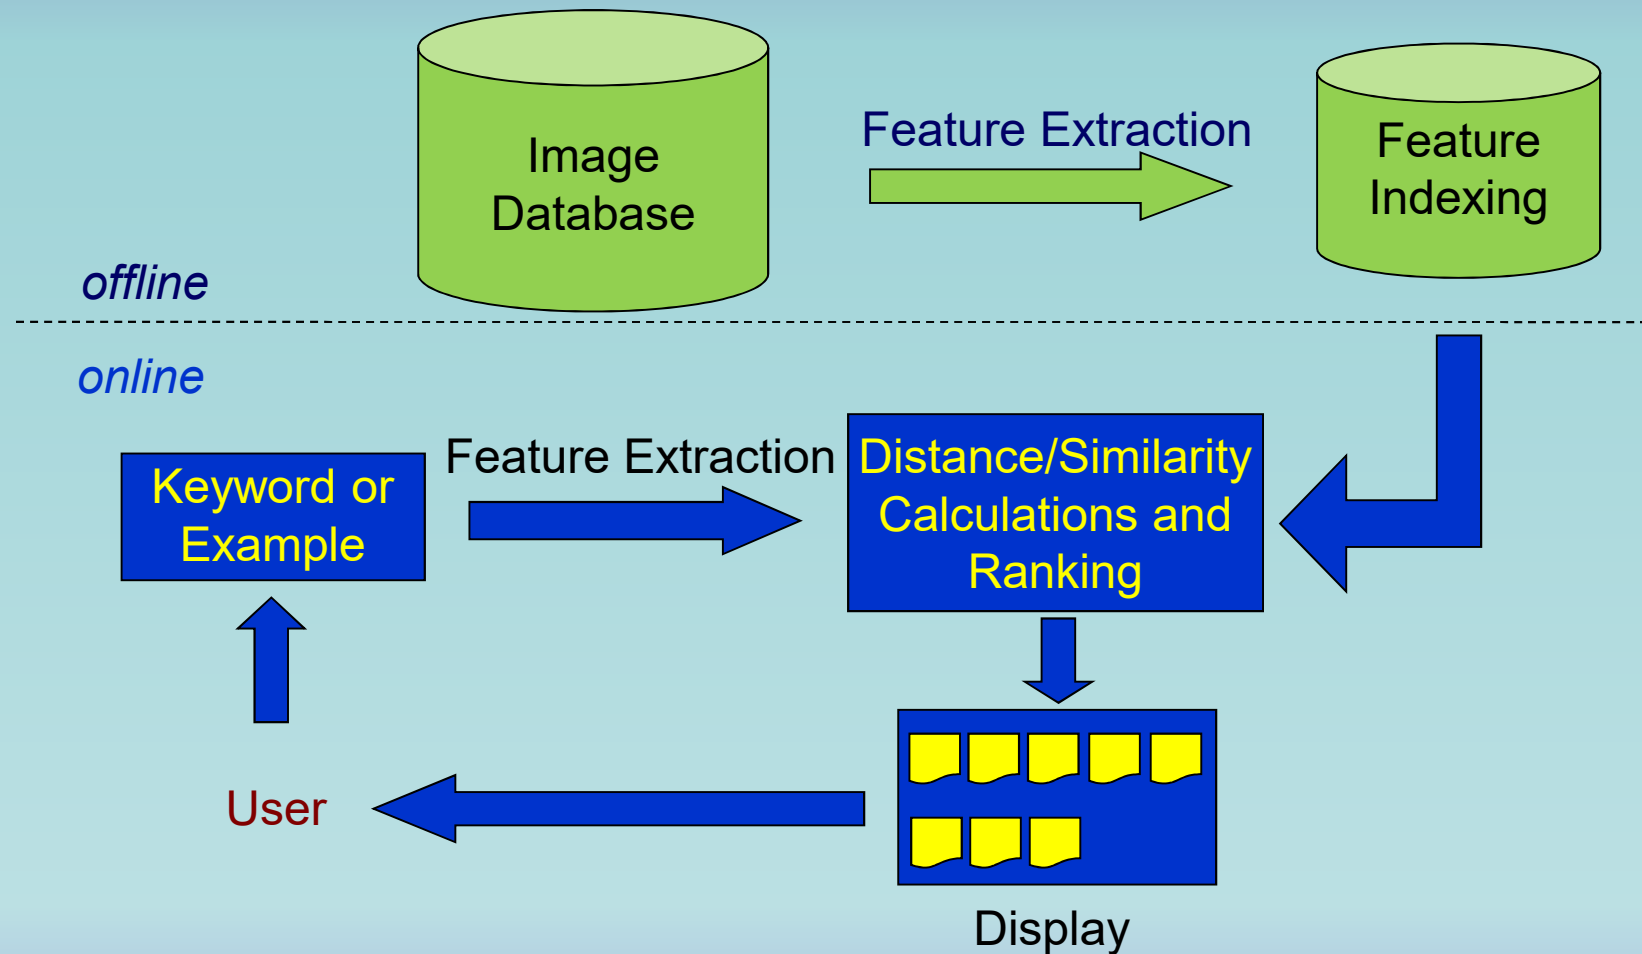 Image
Database
Feature Extraction
Feature
Indexing
offline
online
Keyword or
Example
Feature Extraction
Distance/Similarity
Calculations and
Ranking
User
Display